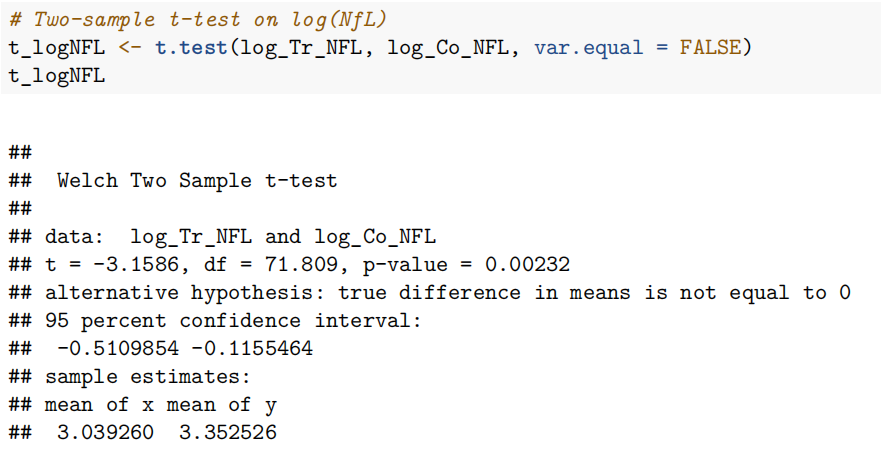 # Two-sample t-test on log(NfL)
t_logNFL <- t.test(log_Tr_NFL, log_Co_NFL, var.equal = FALSE)
t_logNFL
##
##  Welch Two Sample t-test
##
## data:  log_Tr_NFL and log_Co_NFL
## t = -3.1586, df = 71.809, p-value = 0.00232
## alternative hypothesis: true difference in means is not equal to 0
## 95 percent confidence interval:
##  -0.5109854 -0.1155464
## sample estimates:
## mean of x mean of y
##  3.039260  3.352526